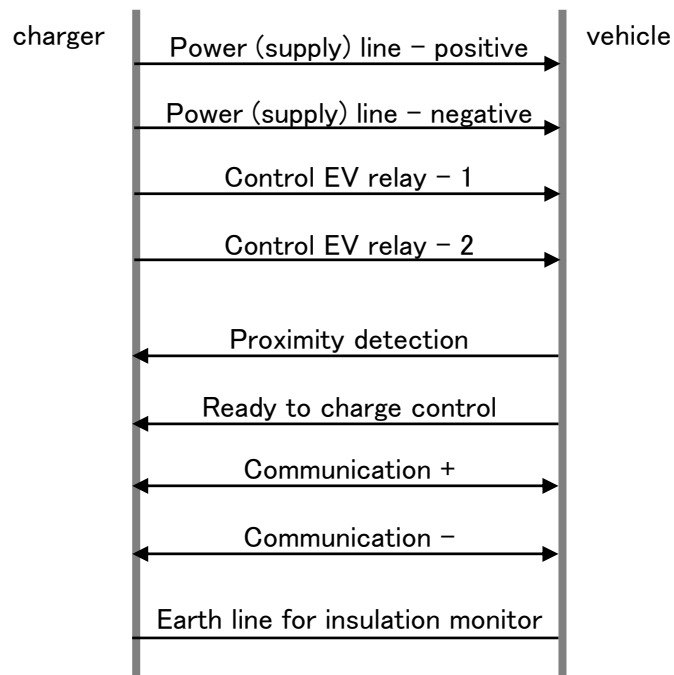 charger
vehicle
Power (supply) line - positive
Power (supply) line - negative
Control EV relay - 1
Control EV relay - 2
Proximity detection
Ready to charge control
Communication +
Communication -
Earth line for insulation monitor